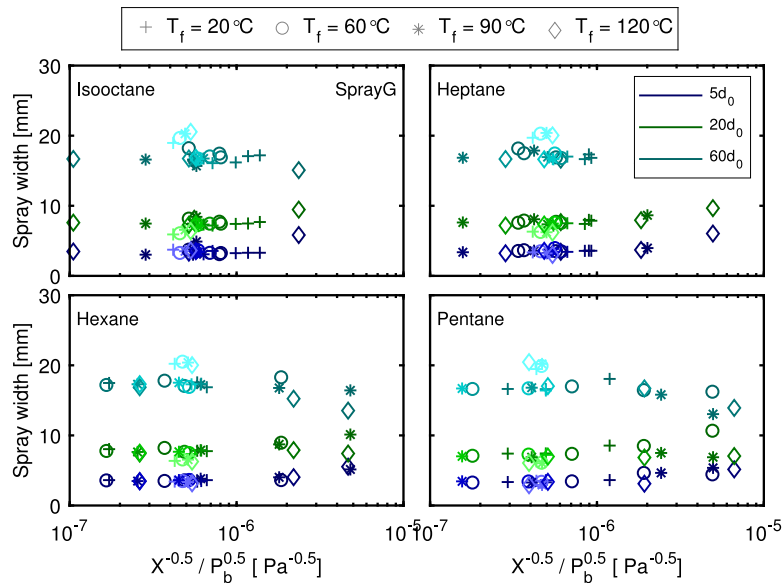 T_f = 20°C T_f = 60°C T_f = 90°C T_f = 120°C
30
Isooctane SprayG
20
10
0
Spray width [mm]
Heptane
5d_0
20d_0
60d_0
30
Hexane
20
10
0
Spray width [mm]
10^-7 10^-6 10^-5
X^-0.5 / P_b^0.5 [ Pa^-0.5]
Pentane
10^-7 10^-6 10^-5
X^-0.5 / P_b^0.5 [ Pa^-0.5]